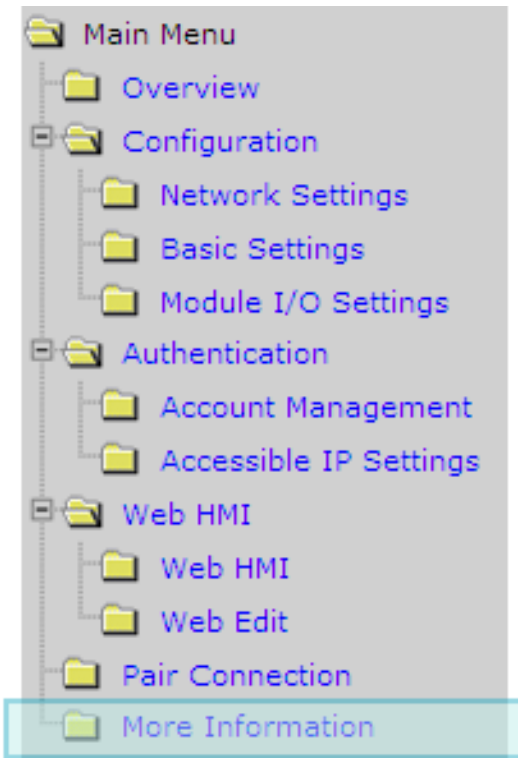 Main Menu
Overview
Configuration
Network Settings
Basic Settings
Module I/O Settings
Authentication
Account Management
Accessible IP Settings
Web HMI
Web HMI
Web Edit
Pair Connection
More Information